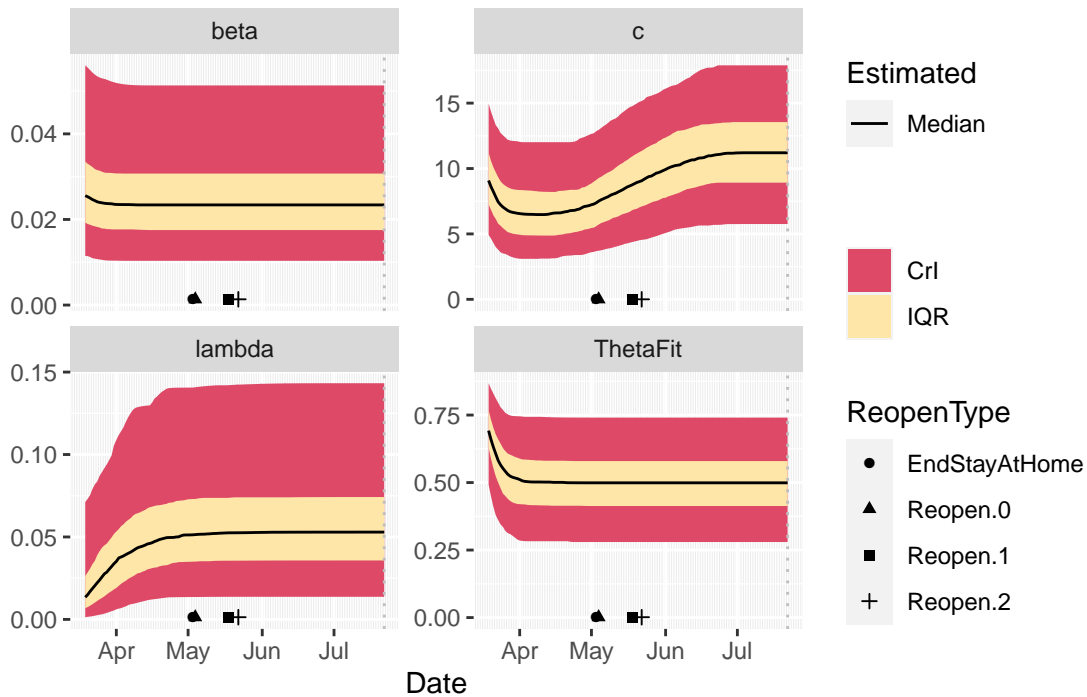 beta
c
0.04
0.02
0.00
15
10
5
0
lambda
ThetaFit
0.15
0.10
0.05
0.00
0.75
0.50
0.25
0.00
Apr May Jun Jul
Apr May Jun Jul
Date
Estimated
Median
CrI
IQR
ReopenType
EndStayAtHome
Reopen.0
Reopen.1
Reopen.2